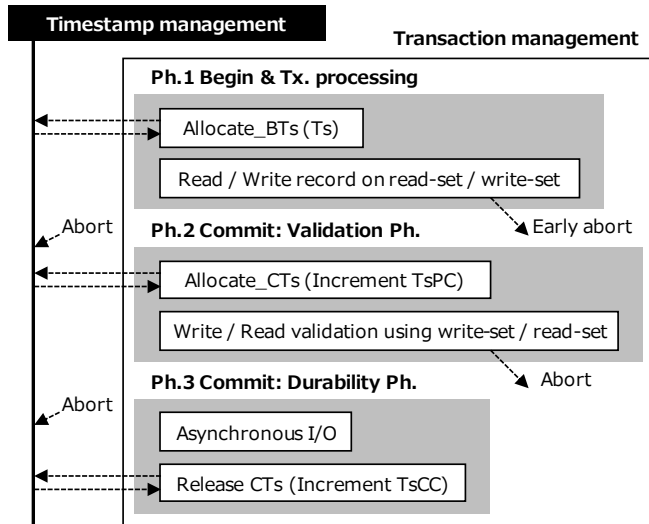 Timestamp management
Transaction management
Ph.1 Begin & Tx. processing
Allocate_BTs (Ts)
Read / Write record on read-set / write-set
Abort
Early abort
Ph.2 Commit: Validation Ph.
Allocate_CTs (Increment TsPC)
Write / Read validation using write-set / read-set
Abort
Ph.3 Commit: Durability Ph.
Abort
Asynchronous I/O
Release CTs (Increment TsCC)